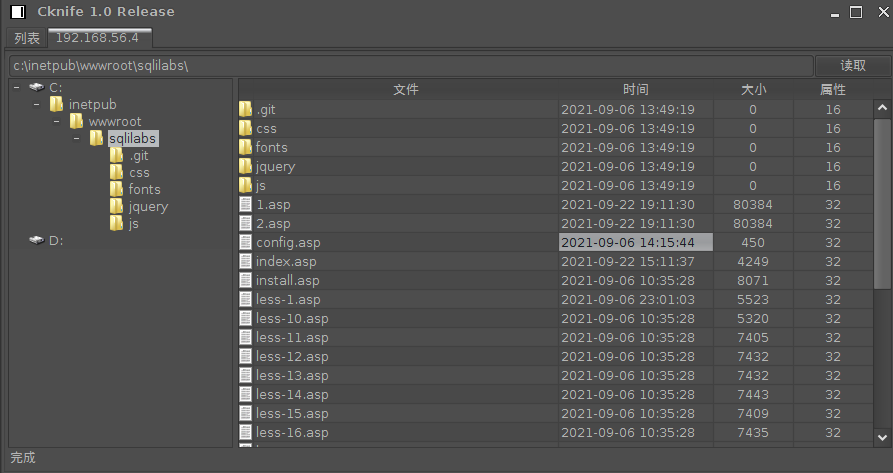 Cknife 1.0 Release
列表 192.168.56.4
c:\inetpub\wwwroot\sqlilabs\ 读取
C:
inetpub
wwwroot
sqlilabs
.git
css
fonts
jquery
js
D:
文件 时间 大小 属性
.git 2021-09-06 13:49:19 0 16
css 2021-09-06 13:49:19 0 16
fonts 2021-09-06 13:49:19 0 16
jquery 2021-09-06 13:49:19 0 16
js 2021-09-06 13:49:19 0 16
1.asp 2021-09-22 19:11:30 80384 32
2.asp 2021-09-22 19:11:30 80384 32
config.asp 2021-09-06 14:15:44 450 32
index.asp 2021-09-22 15:11:37 4249 32
install.asp 2021-09-06 10:35:28 8071 32
less-1.asp 2021-09-06 23:01:03 5523 32
less-10.asp 2021-09-06 10:35:28 5320 32
less-11.asp 2021-09-06 10:35:28 7405 32
less-12.asp 2021-09-06 10:35:28 7432 32
less-13.asp 2021-09-06 10:35:28 7432 32
less-14.asp 2021-09-06 10:35:28 7443 32
less-15.asp 2021-09-06 10:35:28 7409 32
less-16.asp 2021-09-06 10:35:28 7435 32
完成